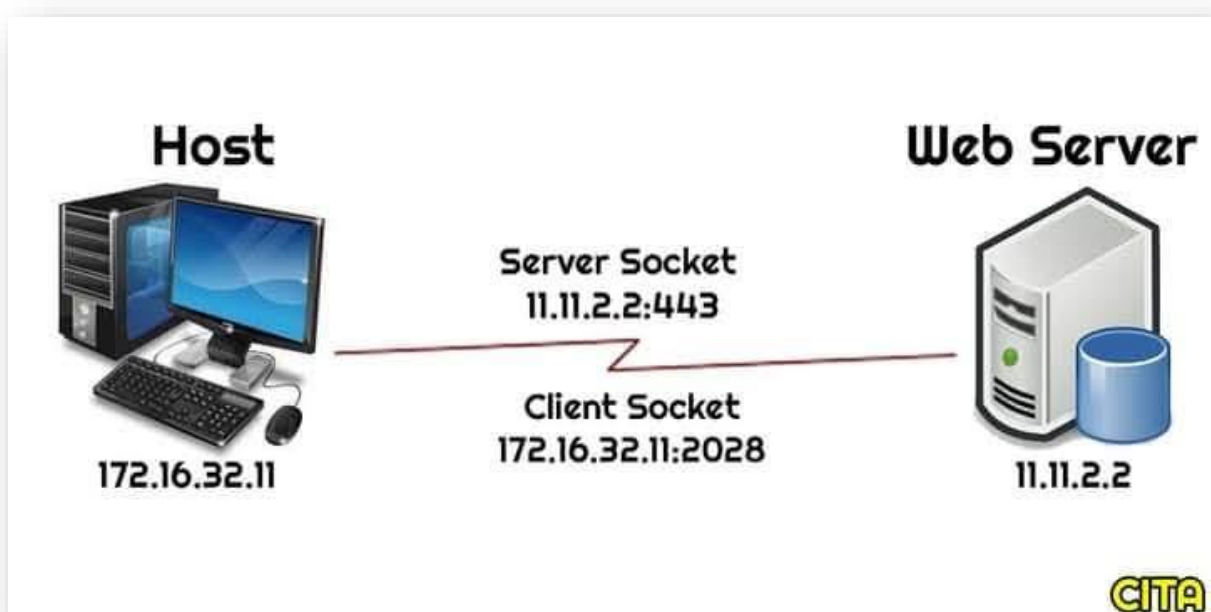 Host
Web Server
Server Socket
11.11.2.2:443
Client Socket
172.16.32.11:2028
172.16.32.11
11.11.2.2
CITA